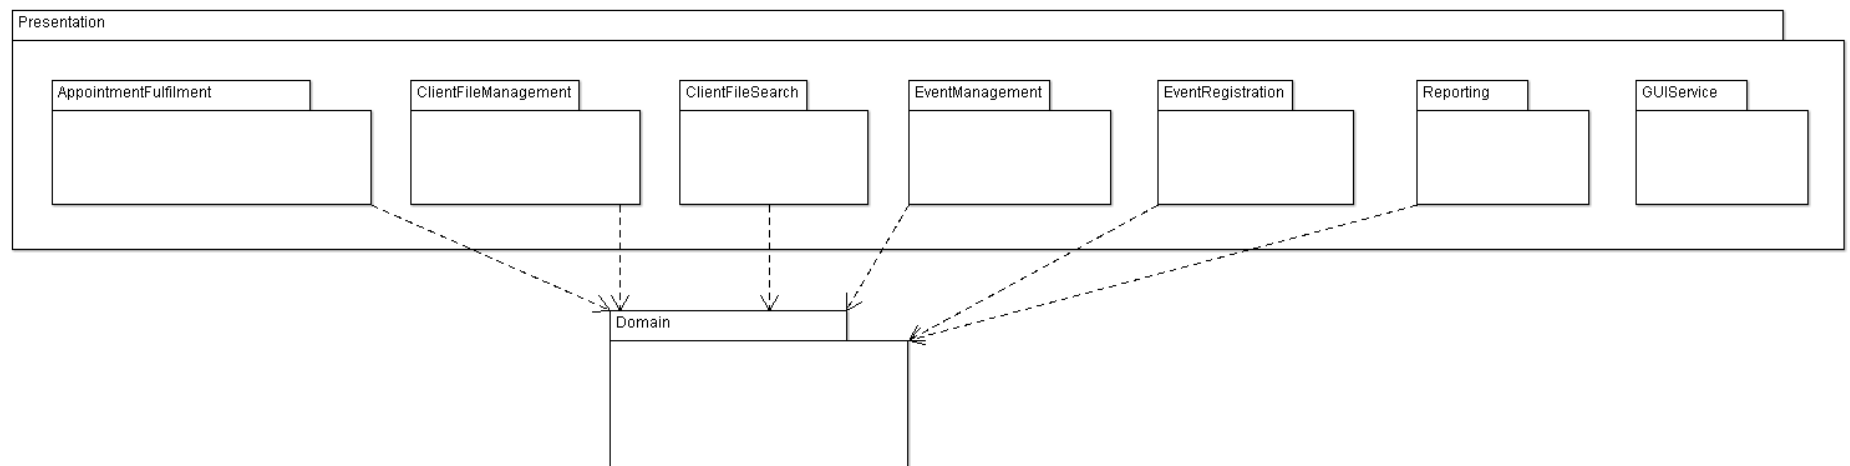 Presentation
AppointmentFulfilment
ClientFileManagement
ClientFileSearch
EventManagement
EventRegistration
Reporting
GUIService
Domain